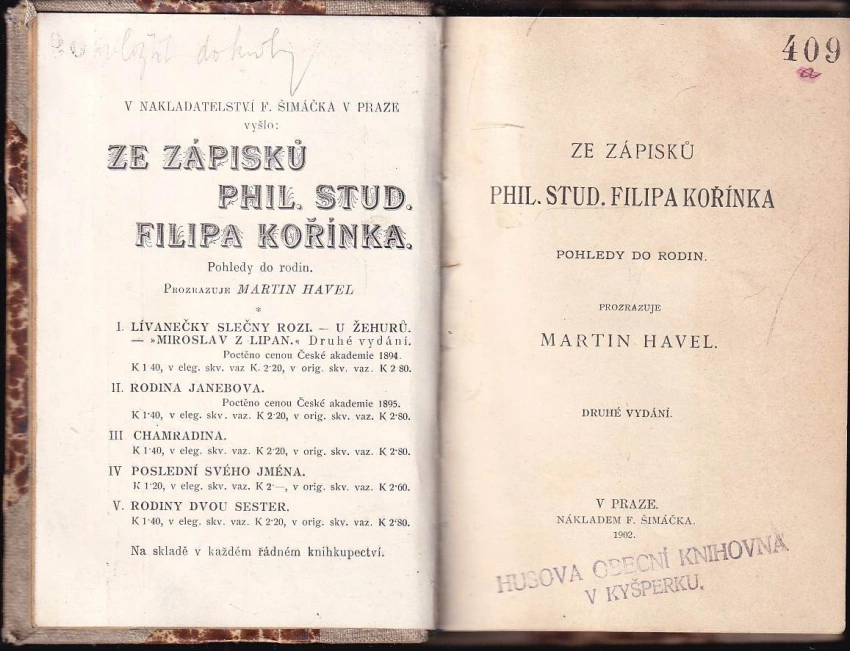 do knihy
V NAKLADATELSTVÍ F. ŠIMÁČKA V PRAZE
vyšlo:
ZE ZÁPISKŮ
PHIL. STUD.
FILIPA KOŘÍNKA.
Pohledy do rodin.
PROZRAZUJE MARTIN HAVEL
*
I. LÍVANEČKY SLEČNY ROZI. — U ŽEHURŮ.
— »MIROSLAV Z LIPAN.« Druhé vydání.
Poctěno cenou České akademie 1894.
K 1·40, v eleg. skv. vaz K. 2·20, v orig. skv. vaz. K 2 80.
II. RODINA JANEBOVA.
Poctěno cenou České akademie 1895.
K 1·40, v eleg. skv. vaz. K 2·20, v orig. skv. vaz. K 2·80.
III CHAMRADINA.
K 1·40, v eleg. skv. vaz. K 2·20, v orig. skv. vaz. K 2·80.
IV POSLEDNÍ SVÉHO JMÉNA.
K 1·20, v eleg. skv. vaz. K 2·—, v orig. skv. vaz. K 2·60.
V. RODINY DVOU SESTER.
K 1·40, v eleg. skv. vaz. K 2·20, v orig. skv. vaz. K 2·80.
Na skladě v každém řádném knihkupectví.
409
a
ZE ZÁPISKŮ
PHIL. STUD. FILIPA KOŘÍNKA
POHLEDY DO RODIN.
PROZRAZUJE
MARTIN HAVEL.
DRUHÉ VYDÁNÍ.
V PRAZE.
NÁKLADEM F. ŠIMÁČKA.
1902.
HUSOVA OBECNÍ KNIHOVNA
V KYŠPERKU.